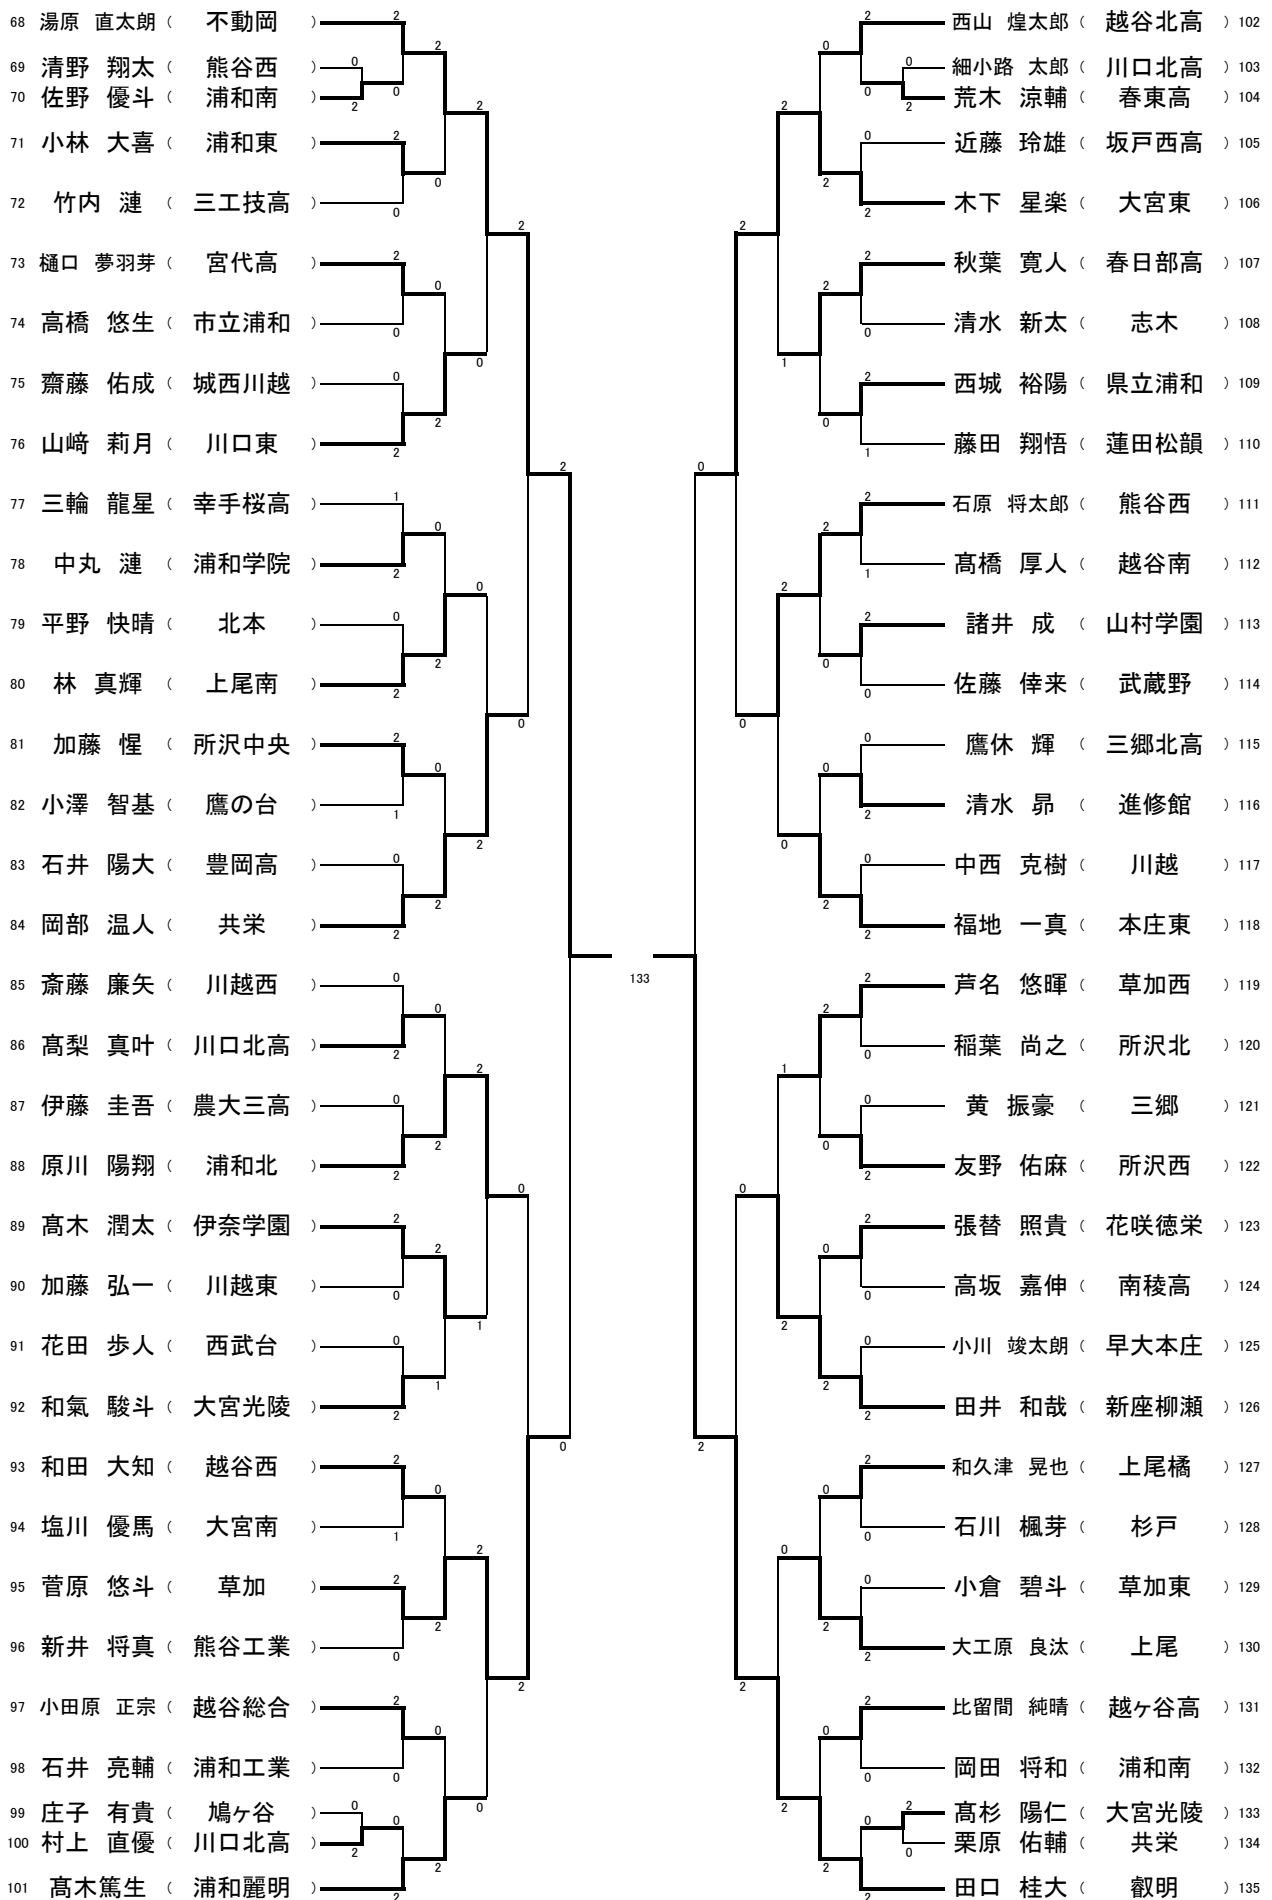 68 湯原 直太朗 ( 不動岡 )
69 清野 翔太 ( 熊谷西 )
70 佐野 優斗 ( 浦和南 )
71 小林 大喜 ( 浦和東 )
72 竹内 漣 ( 三工技高 )
73 樋口 夢羽芽 ( 宮代高 )
74 高橋 悠生 ( 市立浦和 )
75 齋藤 佑成 ( 城西川越 )
76 山﨑 莉月 ( 川口東 )
77 三輪 龍星 ( 幸手桜高 )
78 中丸 漣 ( 浦和学院 )
79 平野 快晴 ( 北本 )
80 林 真輝 ( 上尾南 )
81 加藤 惺 ( 所沢中央 )
82 小澤 智基 ( 鷹の台 )
83 石井 陽大 ( 豊岡高 )
84 岡部 温人 ( 共栄 )
85 斎藤 廉矢 ( 川越西 )
86 髙梨 真叶 ( 川口北高 )
87 伊藤 圭吾 ( 農大三高 )
88 原川 陽翔 ( 浦和北 )
89 髙木 潤太 ( 伊奈学園 )
90 加藤 弘一 ( 川越東 )
91 花田 歩人 ( 西武台 )
92 和氣 駿斗 ( 大宮光陵 )
93 和田 大知 ( 越谷西 )
94 塩川 優馬 ( 大宮南 )
95 菅原 悠斗 ( 草加 )
96 新井 将真 ( 熊谷工業 )
97 小田原 正宗 ( 越谷総合 )
98 石井 亮輔 ( 浦和工業 )
99 庄子 有貴 ( 鳩ヶ谷 )
100 村上 直優 ( 川口北高 )
101 髙木篤生 ( 浦和麗明 )
133
西山 煌太郎 ( 越谷北高 ) 102
細小路 太郎 ( 川口北高 ) 103
荒木 涼輔 ( 春東高 ) 104
近藤 玲雄 ( 坂戸西高 ) 105
木下 星楽 ( 大宮東 ) 106
秋葉 寛人 ( 春日部高 ) 107
清水 新太 ( 志木 ) 108
西城 裕陽 ( 県立浦和 ) 109
藤田 翔悟 ( 蓮田松韻 ) 110
石原 将太郎 ( 熊谷西 ) 111
髙橋 厚人 ( 越谷南 ) 112
諸井 成 ( 山村学園 ) 113
佐藤 倖来 ( 武蔵野 ) 114
鷹休 輝 ( 三郷北高 ) 115
清水 昴 ( 進修館 ) 116
中西 克樹 ( 川越 ) 117
福地 一真 ( 本庄東 ) 118
芦名 悠暉 ( 草加西 ) 119
稲葉 尚之 ( 所沢北 ) 120
黄 振豪 ( 三郷 ) 121
友野 佑麻 ( 所沢西 ) 122
張替 照貴 ( 花咲徳栄 ) 123
高坂 嘉伸 ( 南稜高 ) 124
小川 竣太朗 ( 早大本庄 ) 125
田井 和哉 ( 新座柳瀬 ) 126
和久津 晃也 ( 上尾橘 ) 127
石川 楓芽 ( 杉戸 ) 128
小倉 碧斗 ( 草加東 ) 129
大工原 良汰 ( 上尾 ) 130
比留間 純晴 ( 越ヶ谷高 ) 131
岡田 将和 ( 浦和南 ) 132
髙杉 陽仁 ( 大宮光陵 ) 133
栗原 佑輔 ( 共栄 ) 134
田口 桂大 ( 叡明 ) 135